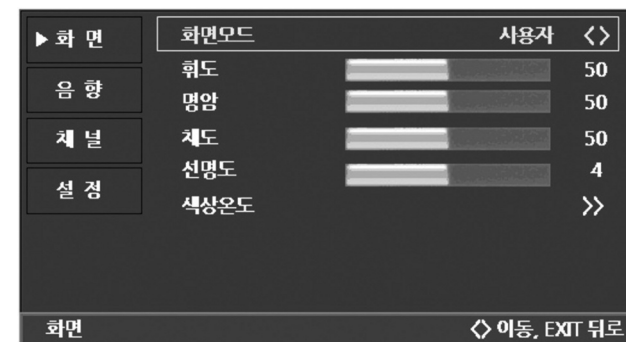 ▶화 면
음 향
채 널
설 정
화면모드 사용자 <>
휘도 50
명암 50
채도 50
선명도 4
색상온도 >>
화면 <> 이동, EXIT 뒤로